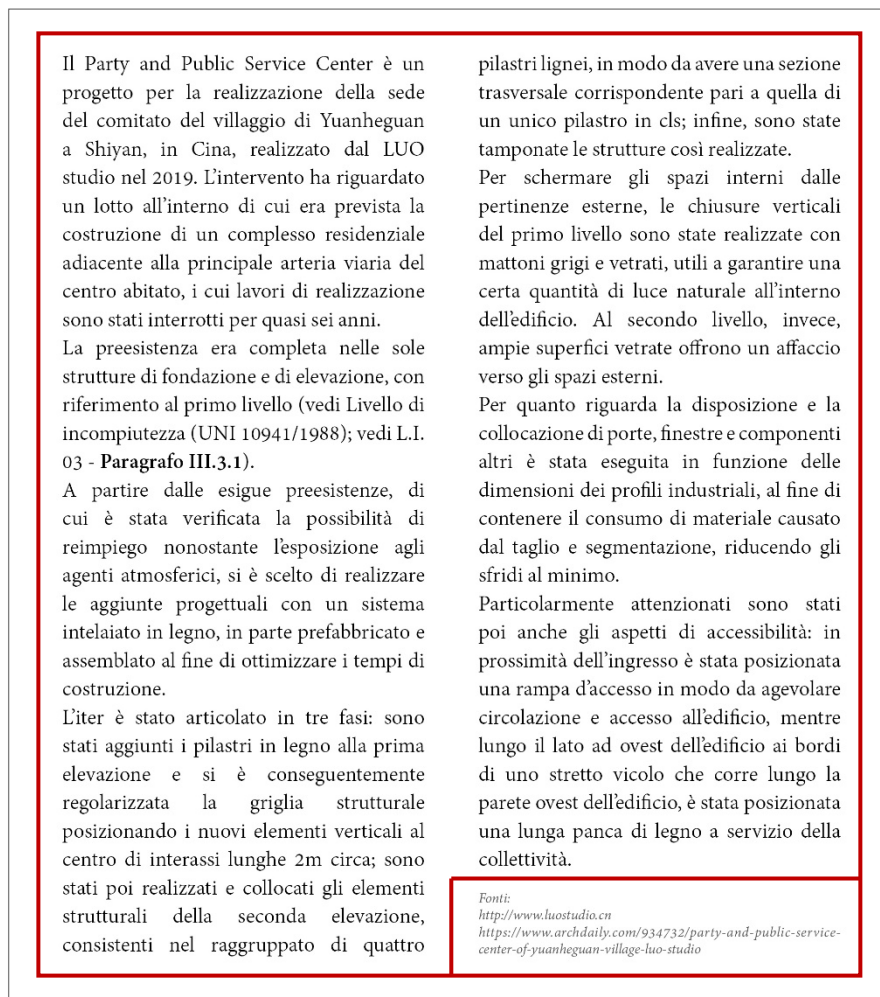 Il Party and Public Service Center è un
progetto per la realizzazione della sede
del comitato del villaggio di Yuanheguan
a Shiyan, in Cina, realizzato dal LUO
studio nel 2019. L’intervento ha riguardato
un lotto all’interno di cui era prevista la
costruzione di un complesso residenziale
adiacente alla principale arteria viaria del
centro abitato, i cui lavori di realizzazione
sono stati interrotti per quasi sei anni.
La preesistenza era completa nelle sole
strutture di fondazione e di elevazione, con
riferimento al primo livello (vedi Livello di
incompiutezza (UNI 10941/1988); vedi L.I.
03 - Paragrafo III.3.1).
A partire dalle esigue preesistenze, di
cui è stata verificata la possibilità di
reimpiego nonostante l’esposizione agli
agenti atmosferici, si è scelto di realizzare
le aggiunte progettuali con un sistema
intelaiato in legno, in parte prefabbricato e
assemblato al fine di ottimizzare i tempi di
costruzione.
L’iter è stato articolato in tre fasi: sono
stati aggiunti i pilastri in legno alla prima
elevazione e si è conseguentemente
regolarizzata la griglia strutturale
posizionando i nuovi elementi verticali al
centro di interassi lunghe 2m circa; sono
stati poi realizzati e collocati gli elementi
strutturali della seconda elevazione,
consistenti nel raggruppato di quattro
pilastri lignei, in modo da avere una sezione
trasversale corrispondente pari a quella di
un unico pilastro in cls; infine, sono state
tamponate le strutture così realizzate.
Per schermare gli spazi interni dalle
pertinenze esterne, le chiusure verticali
del primo livello sono state realizzate con
mattoni grigi e vetrati, utili a garantire una
certa quantità di luce naturale all’interno
dell’edificio. Al secondo livello, invece,
ampie superfici vetrate offrono un affaccio
verso gli spazi esterni.
Per quanto riguarda la disposizione e la
collocazione di porte, finestre e componenti
altri è stata eseguita in funzione delle
dimensioni dei profili industriali, al fine di
contenere il consumo di materiale causato
dal taglio e segmentazione, riducendo gli
sfridi al minimo.
Particolarmente attenzionati sono stati
poi anche gli aspetti di accessibilità: in
prossimità dell’ingresso è stata posizionata
una rampa d’accesso in modo da agevolare
circolazione e accesso all’edificio, mentre
lungo il lato ad ovest dell’edificio ai bordi
di uno stretto vicolo che corre lungo la
parete ovest dell’edificio, è stata posizionata
una lunga panca di legno a servizio della
collettività.
Fonti:
http://www.luostudio.cn
https://www.archdaily.com/934732/party-and-public-service-
center-of-yuanheguan-village-luo-studio